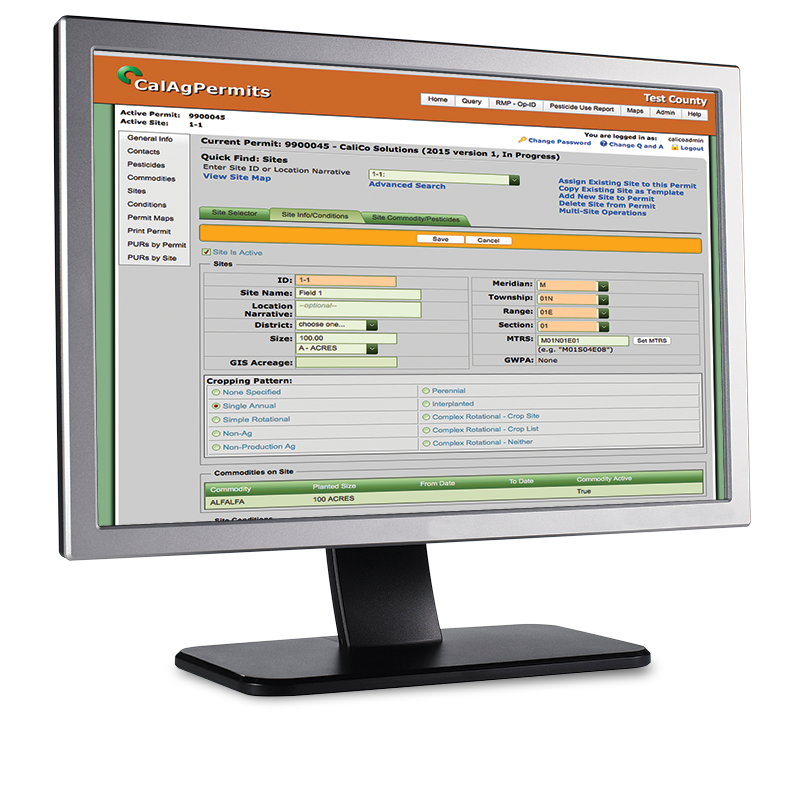 CalAgPermits
Test County
Home Query RMP - Op-ID Pesticide Use Report Maps Admin Help
Active Permit: 9900045
Active Site: 1-1
You are logged in as: calicoadmin
Change Password Change Q and A Logout
General Info
Contacts
Pesticides
Commodities
Sites
Conditions
Permit Maps
Print Permit
PURs by Permit
PURs by Site
Current Permit: 9900045 - CaliCo Solutions (2015 version 1, In Progress)
Quick Find: Sites
Enter Site ID or Location Narrative 1-1:
View Site Map Advanced Search
Assign Existing Site to this Permit
Copy Existing Site as Template
Add New Site to Permit
Delete Site from Permit
Multi-Site Operations
Site Selector Site Info/Conditions Site Commodity/Pesticides
Save Cancel
Site Is Active
Sites
ID: 1-1
Site Name: Field 1
Location Narrative: --optional--
District: choose one...
Size: 100.00
A - ACRES
GIS Acreage:
Meridian: M
Township: 01N
Range: 01E
Section: 01
MTRS: M01N01E01 Set MTRS
(e.g. "M01S04E08")
GWPA: None
Cropping Pattern:
None Specified
Single Annual
Simple Rotational
Non-Ag
Non-Production Ag
Perennial
Interplanted
Complex Rotational - Crop Site
Complex Rotational - Crop List
Complex Rotational - Neither
Commodities on Site
Commodity Planted Size From Date To Date Commodity Active
ALFALFA 100 ACRES True
Site Conditions